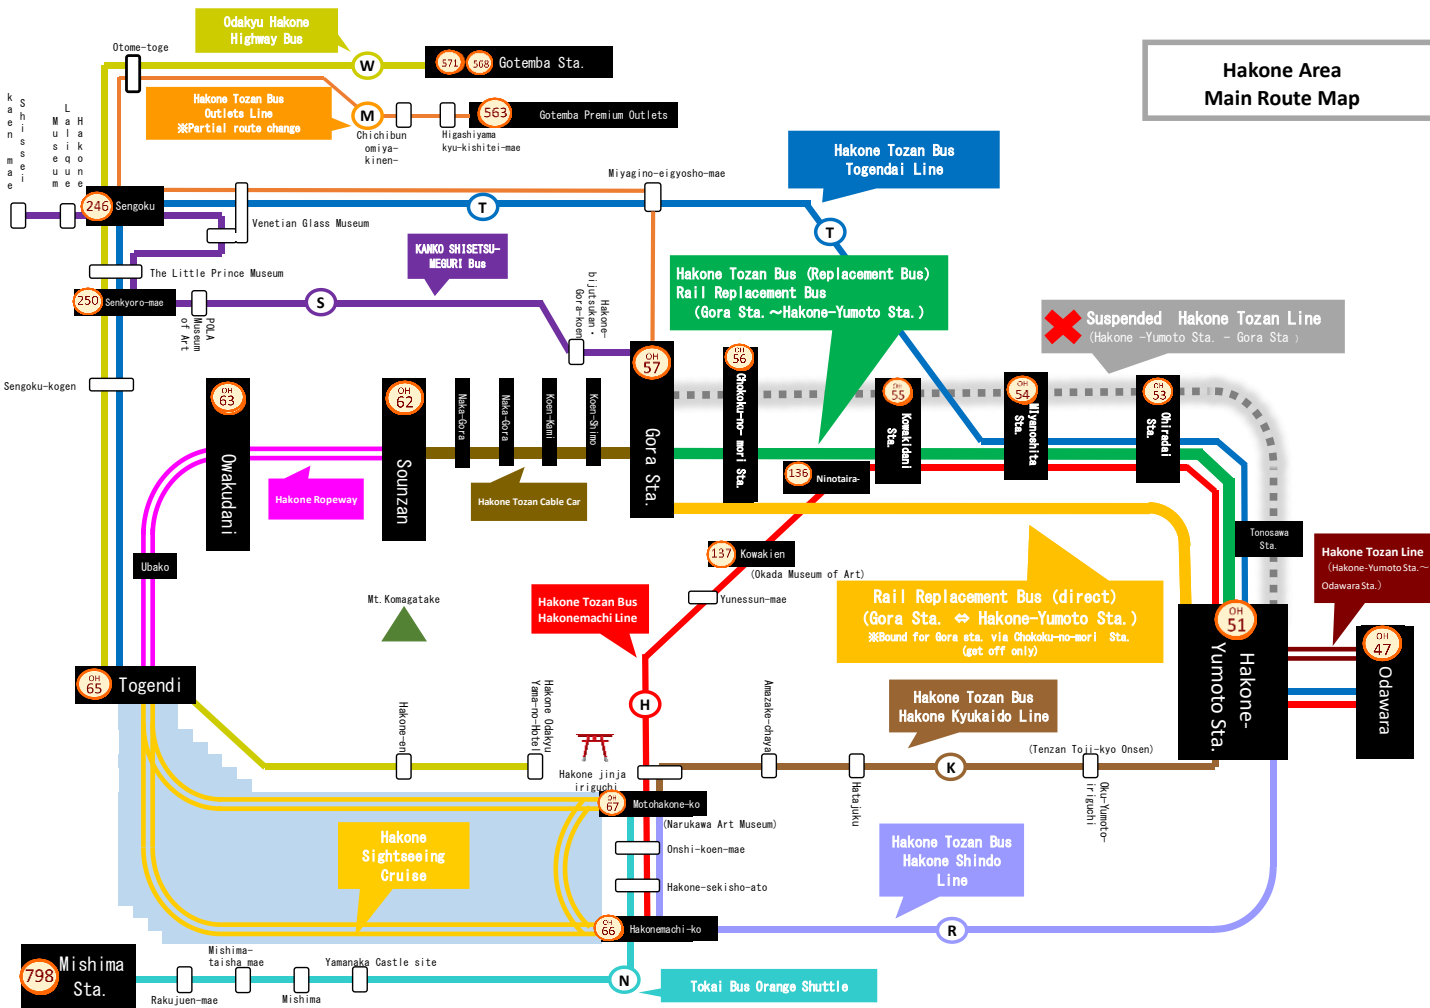 Hakone Area
Main Route Map
Odakyu Hakone
Highway Bus
W
571
568
Gotemba Sta.
Otome-toge
Hakone Tozan Bus
Outlets Line
※Partial route change
M
Chichibun
omiya-
kinen-
Higashiyama
kyu-kishitei-mae
563
Gotemba Premium Outlets
Shissei
kaen mae
Hakone
Lalique
Museum
246
Sengoku
Venetian Glass Museum
The Little Prince Museum
250
Senkyoro-mae
POLA
Museum
of Art
S
KANKO SHISETSU-
MEGURI Bus
Hakone-
bijutsukan・
Gora-koen
Miyagino-eigyosho-mae
T
Hakone Tozan Bus
Togendai Line
T
Hakone Tozan Bus (Replacement Bus)
Rail Replacement Bus
(Gora Sta.～Hakone-Yumoto Sta.)
Suspended Hakone Tozan Line
(Hakone -Yumoto Sta. - Gora Sta )
Sengoku-kogen
OH
63
Owakudani
OH
62
Sounzan
Naka-Gora
Naka-Gora
Koen-Kami
Koen-Shimo
OH
57
Gora Sta.
OH
56
Chokoku-no- mori Sta.
OH
55
Kowakidani
Sta.
OH
54
Miyanoshita
Sta.
OH
53
Ohiradai
Sta.
Hakone Ropeway
Hakone Tozan Cable Car
136
Ninotaira-
137
Kowakien
(Okada Museum of Art)
Yunessun-mae
Ubako
Mt.Komagatake
Tonosawa
Sta.
Hakone Tozan Line
(Hakone-Yumoto Sta.～
Odawara Sta.)
Hakone Tozan Bus
Hakonemachi Line
Rail Replacement Bus (direct)
(Gora Sta. ⇔ Hakone-Yumoto Sta.)
※Bound for Gora sta. via Chokoku-no-mori Sta.
(get off only)
OH
51
Hakone-
Yumoto Sta.
OH
47
Odawara
OH
65
Togendi
H
Hakone-en
Hakone Odakyu
Yama-no-Hotel
Hakone jinja
iriguchi
Amazake-chaya
Hatajuku
Hakone Tozan Bus
Hakone Kyukaido Line
K
(Tenzan Toji-kyo Onsen)
Oku-Yumoto-
iriguchi
OH
67
Motohakone-ko
(Narukawa Art Museum)
Onshi-koen-mae
Hakone-sekisho-ato
Hakone
Sightseeing
Cruise
Hakone Tozan Bus
Hakone Shindo
Line
OH
66
Hakonemachi-ko
R
798
Mishima
Sta.
Rakujuen-mae
Mishima-
taisha mae
Mishima
Yamanaka Castle site
N
Tokai Bus Orange Shuttle